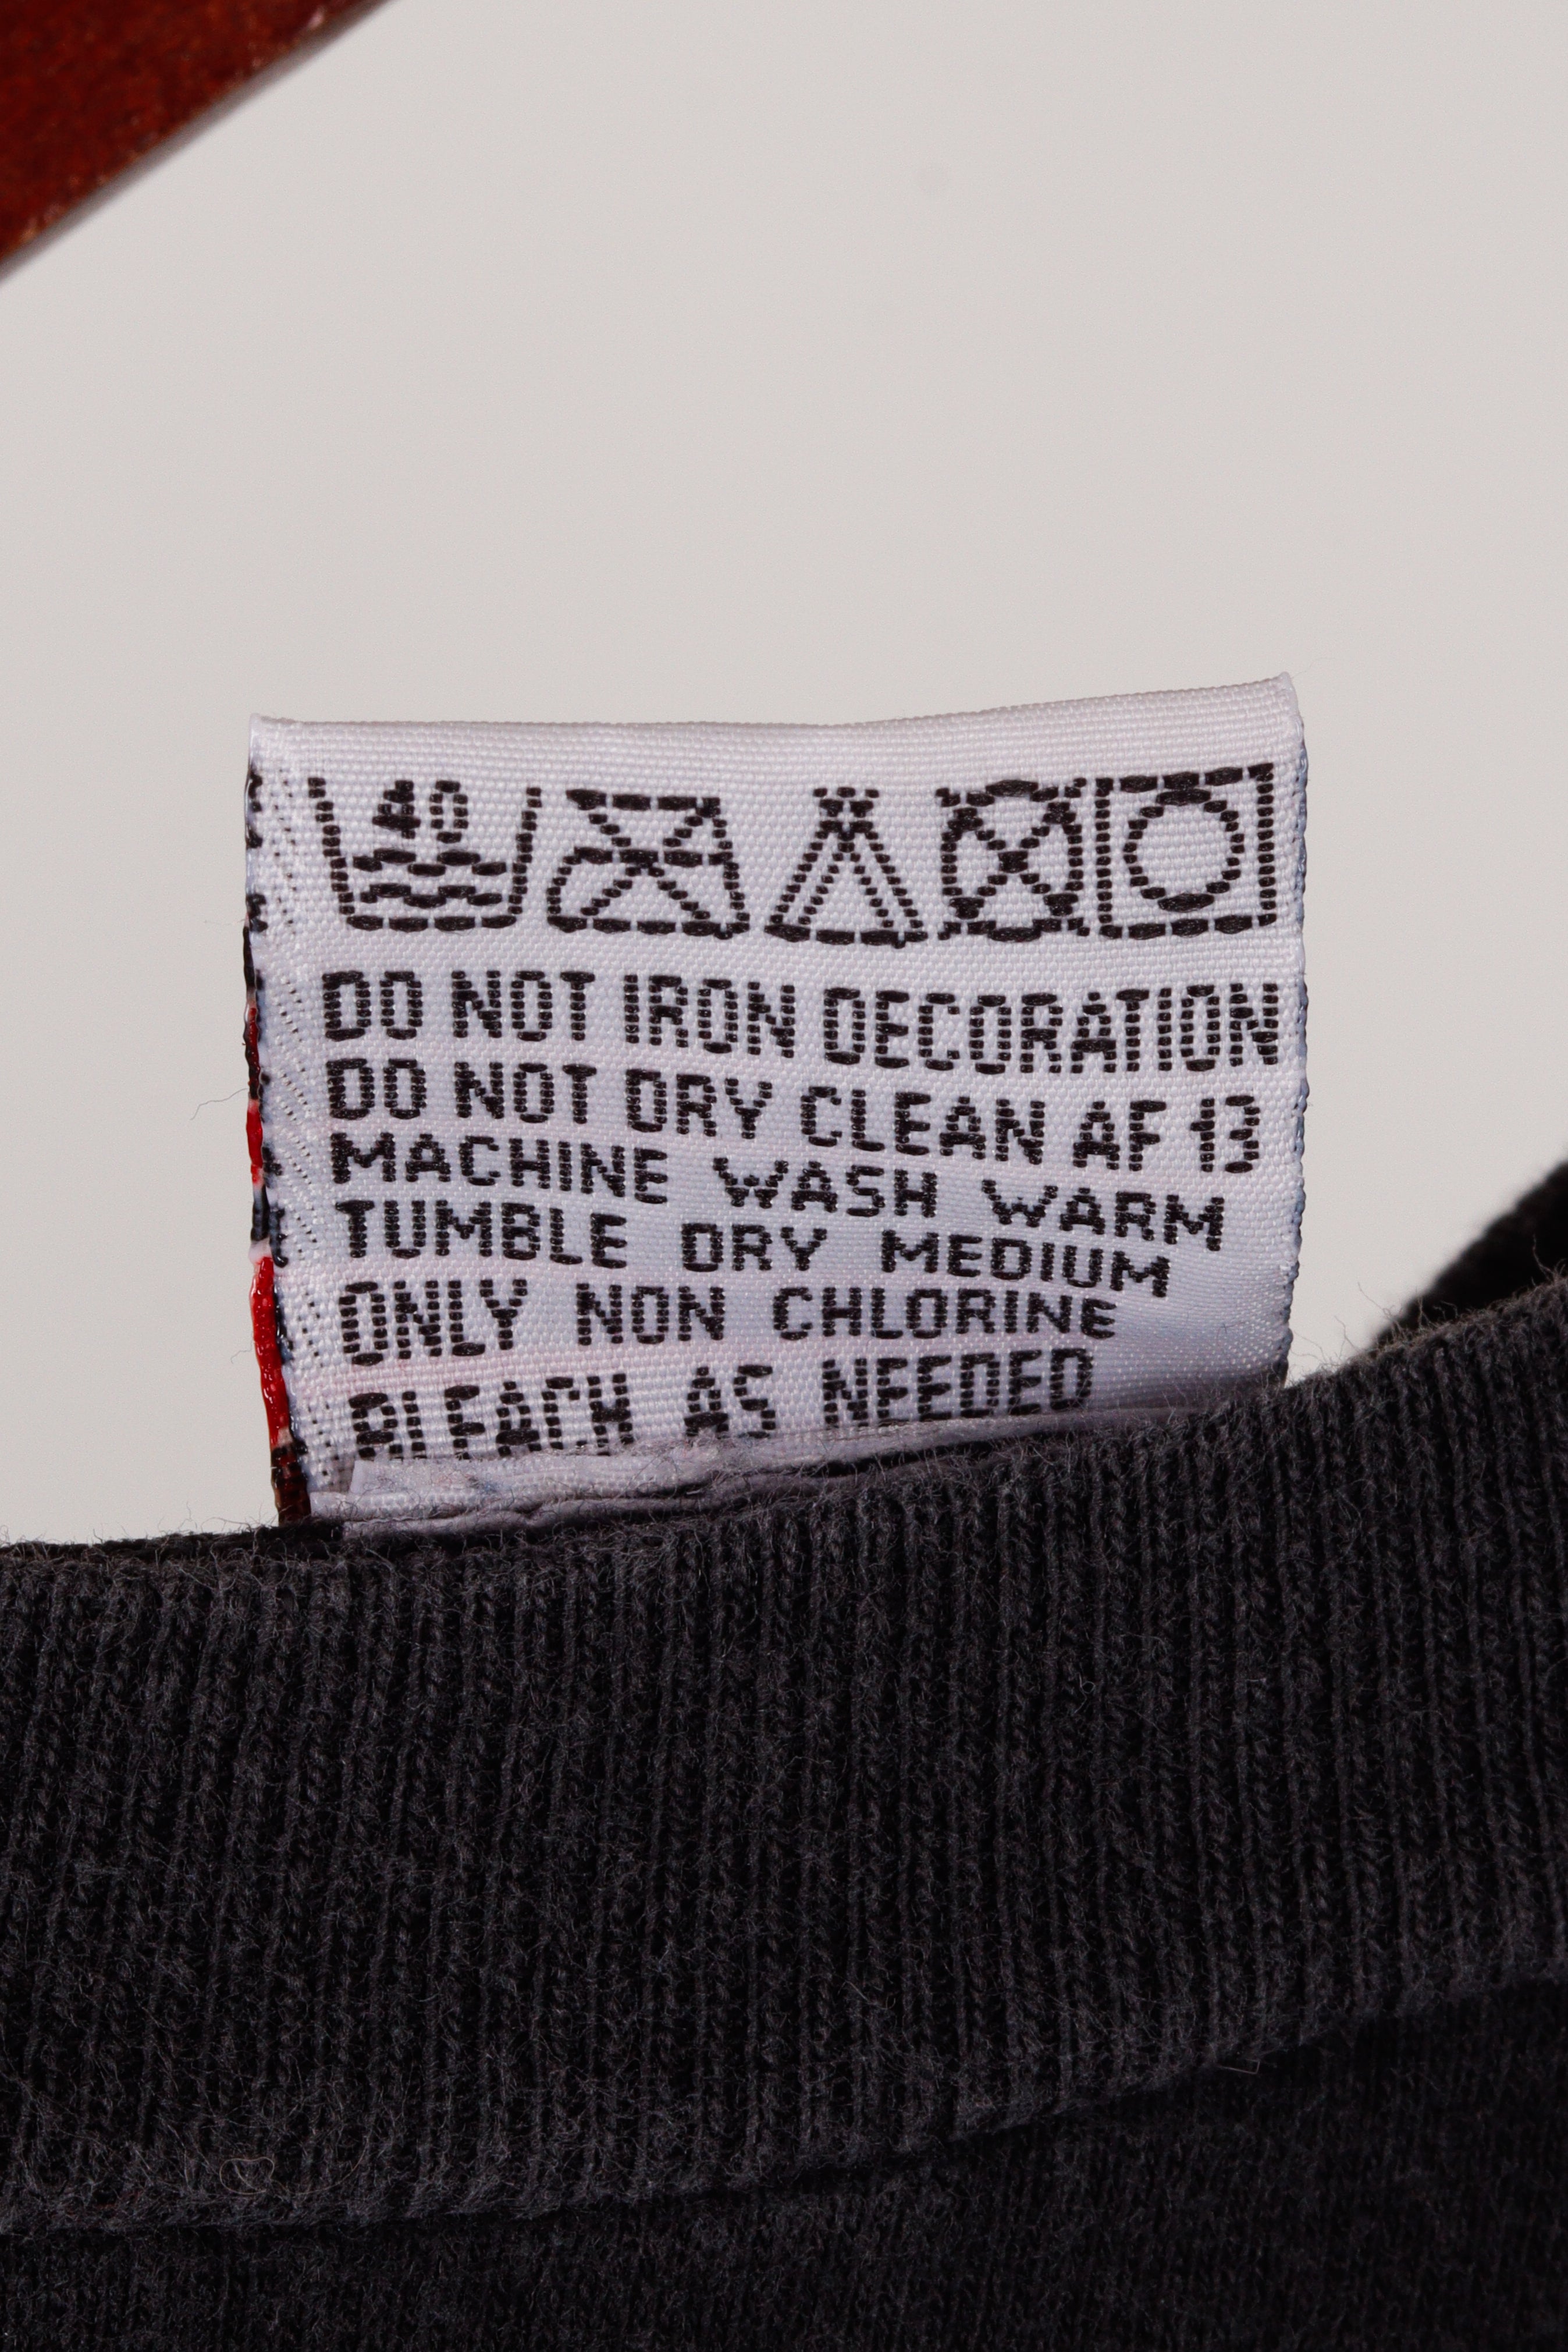 40
DO NOT IRON DECORATION
DO NOT DRY CLEAN AF 13
MACHINE WASH WARM
TUMBLE DRY MEDIUM
ONLY NON CHLORINE
BLEACH AS NEEDED